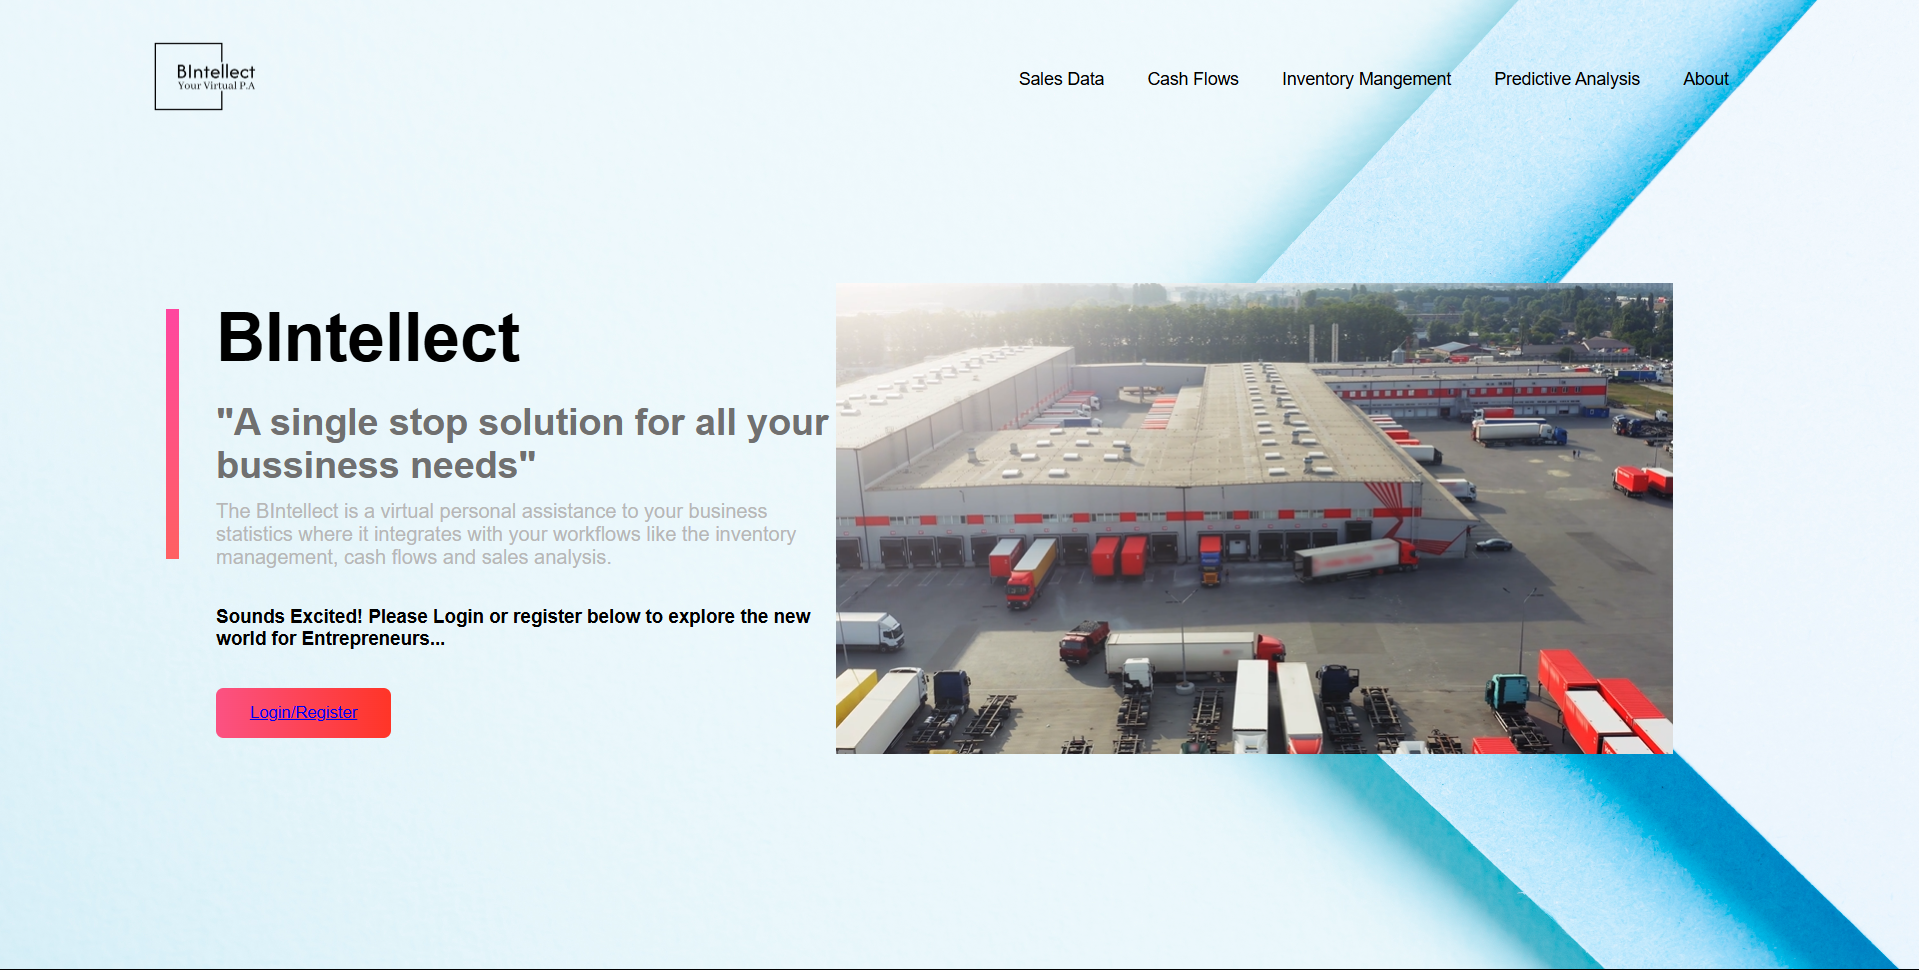 BIntellect
Your Virtual P.A
Sales Data Cash Flows Inventory Mangement Predictive Analysis About
BIntellect
"A single stop solution for all your
bussiness needs"
The BIntellect is a virtual personal assistance to your business
statistics where it integrates with your workflows like the inventory
management, cash flows and sales analysis.
Sounds Excited! Please Login or register below to explore the new
world for Entrepreneurs...
Login/Register